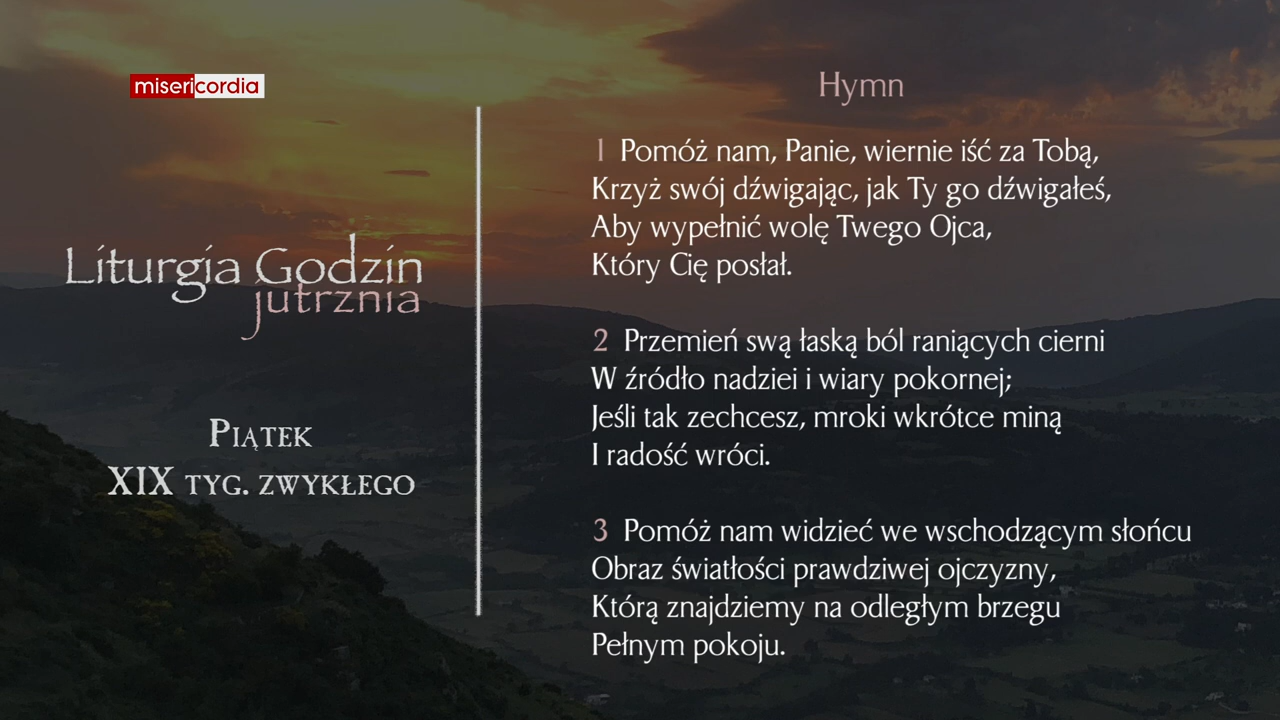 misericordia
Liturgia Godzin
jutrznia
Piątek
XIX tyg. zwykłego
Hymn
1 Pomóż nam, Panie, wiernie iść za Tobą,
Krzyż swój dźwigając, jak Ty go dźwigałeś,
Aby wypełnić wolę Twego Ojca,
Który Cię posłał.
2 Przemień swą łaską ból raniących cierni
W źródło nadziei i wiary pokornej;
Jeśli tak zechcesz, mroki wkrótce miną
I radość wróci.
3 Pomóż nam widzieć we wschodzącym słońcu
Obraz światłości prawdziwej ojczyzny,
Którą znajdziemy na odległym brzegu
Pełnym pokoju.